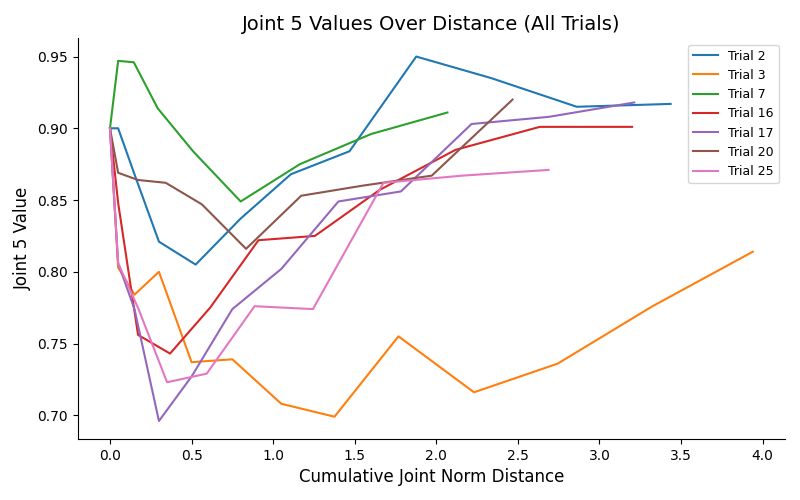 Joint 5 Values Over Distance (All Trials)
Joint 5 Value
0.95
0.90
0.85
0.80
0.75
0.70
Trial 2
Trial 3
Trial 7
Trial 16
Trial 17
Trial 20
Trial 25
0.0 0.5 1.0 1.5 2.0 2.5 3.0 3.5 4.0
Cumulative Joint Norm Distance